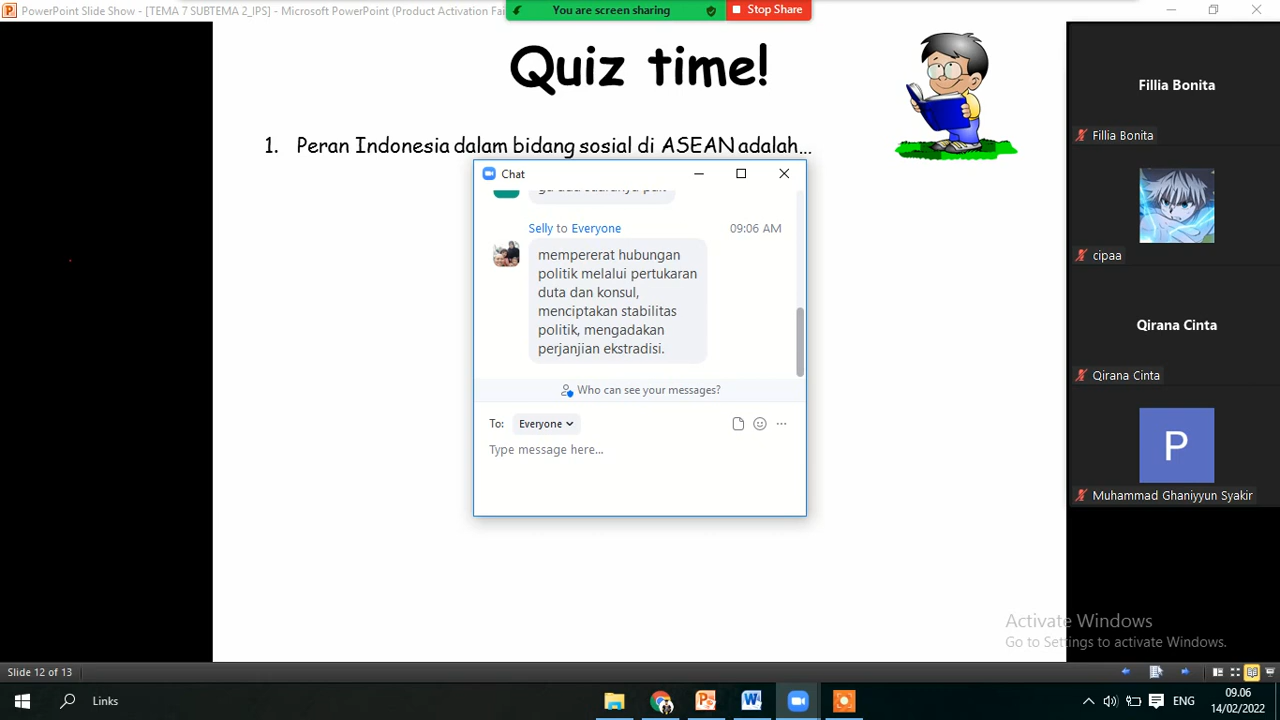 PowerPoint Slide Show - [TEMA 7 SUBTEMA 2_IPS] - Microsoft PowerPoint (Product Activation Fai
You are screen sharing
Stop Share
Quiz time!
1. Peran Indonesia dalam bidang sosial di ASEAN adalah...
Chat
Selly to Everyone 09:06 AM
mempererat hubungan
politik melalui pertukaran
duta dan konsul,
menciptakan stabilitas
politik, mengadakan
perjanjian ekstradisi.
Who can see your messages?
To: Everyone
Type message here...
Fillia Bonita
Fillia Bonita
cipaa
Qirana Cinta
Qirana Cinta
P
Muhammad Ghaniyyun Syakir
Activate Windows
Go to Settings to activate Windows.
Slide 12 of 13
Links
ENG
09.06
14/02/2022